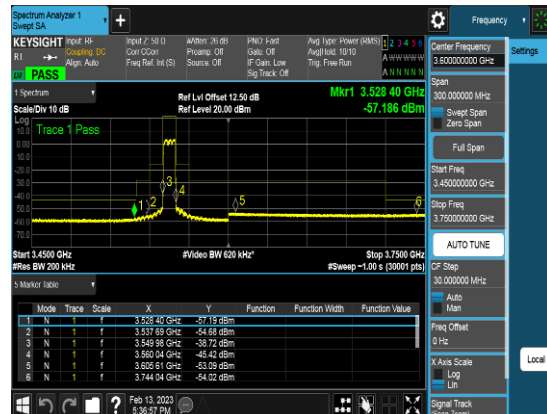 Spectrum Analyzer 1
Swept SA
Frequency
KEYSIGHT
Input: RF
Coupling: DC
Align: Auto
Input Z: 50 Ω
Corr CCorr
Freq Ref: Int (S)
#Atten: 26 dB
Preamp: Off
Source: Off
PNO: Fast
Gate: Off
IF Gain: Low
Sig Track: Off
Avg Type: Power (RMS)
Avg|Hold: 10/10
Trig: Free Run
1 2 3 4 5 6
A W W W W W
A N N N N N
PASS
1 Spectrum
Scale/Div 10 dB
Ref Lvl Offset 12.50 dB
Ref Level 20.00 dBm
Mkr1 3.528 40 GHz
-57.186 dBm
Log
Trace 1 Pass
10.0
0.00
-10.0
-20.0
-30.0
-40.0
-50.0
-60.0
-70.0
1
2
3
4
5
6
Start 3.4500 GHz
#Res BW 200 kHz
#Video BW 620 kHz*
Stop 3.7500 GHz
#Sweep ~1.00 s (30001 pts)
5 Marker Table
Mode Trace Scale X Y Function Function Width Function Value
1 N 1 f 3.528 40 GHz -57.19 dBm
2 N 1 f 3.537 69 GHz -54.68 dBm
3 N 1 f 3.549 98 GHz -38.72 dBm
4 N 1 f 3.560 04 GHz -45.42 dBm
5 N 1 f 3.605 61 GHz -53.09 dBm
6 N 1 f 3.744 04 GHz -54.02 dBm
Feb 13, 2023
5:36:57 PM
Center Frequency
3.600000000 GHz
Settings
Span
300.000000 MHz
Swept Span
Zero Span
Full Span
Start Freq
3.450000000 GHz
Stop Freq
3.750000000 GHz
AUTO TUNE
CF Step
30.000000 MHz
Auto
Man
Freq Offset
0 Hz
X Axis Scale
Log
Lin
Local
Signal Track
(Span Zoom)